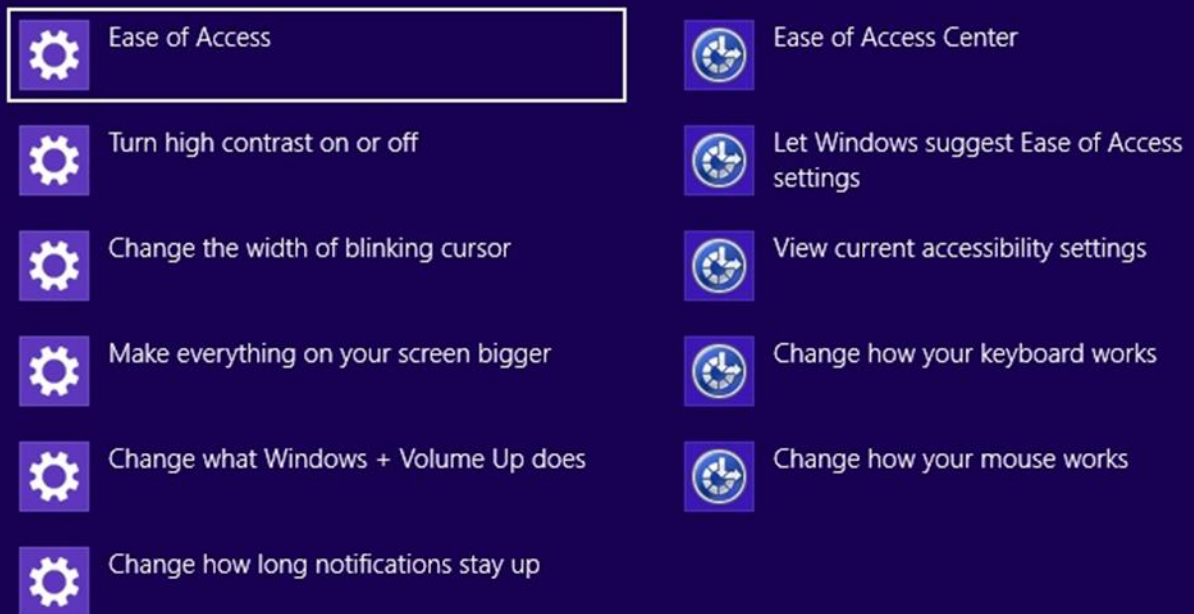 Ease of Access
Turn high contrast on or off
Change the width of blinking cursor
Make everything on your screen bigger
Change what Windows + Volume Up does
Change how long notifications stay up
Ease of Access Center
Let Windows suggest Ease of Access
settings
View current accessibility settings
Change how your keyboard works
Change how your mouse works